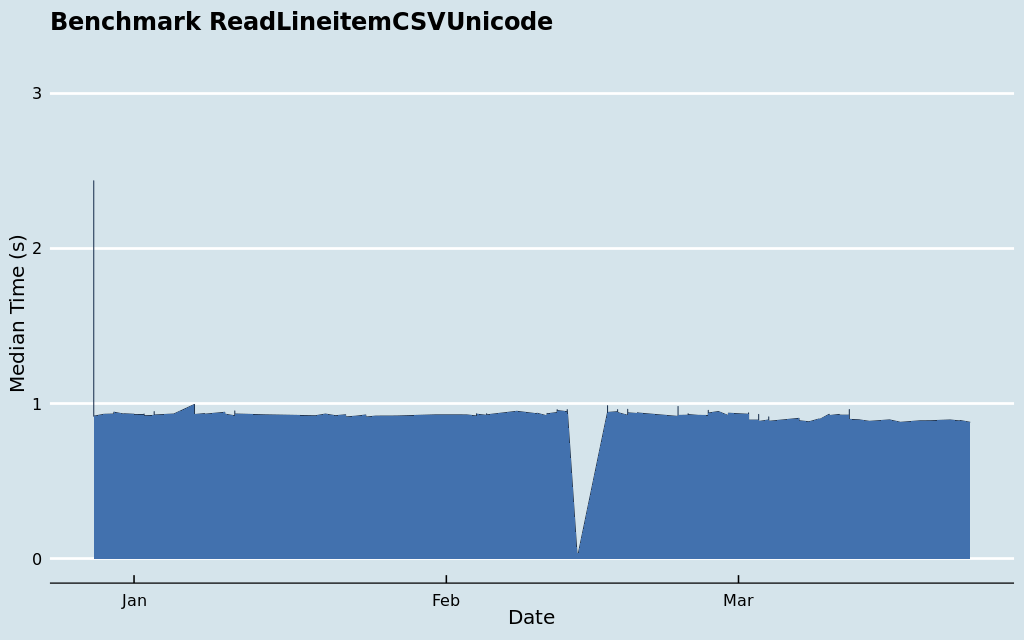 Benchmark ReadLineitemCSVUnicode
3
2
1
0
Median Time (s)
Jan Feb Mar
Date